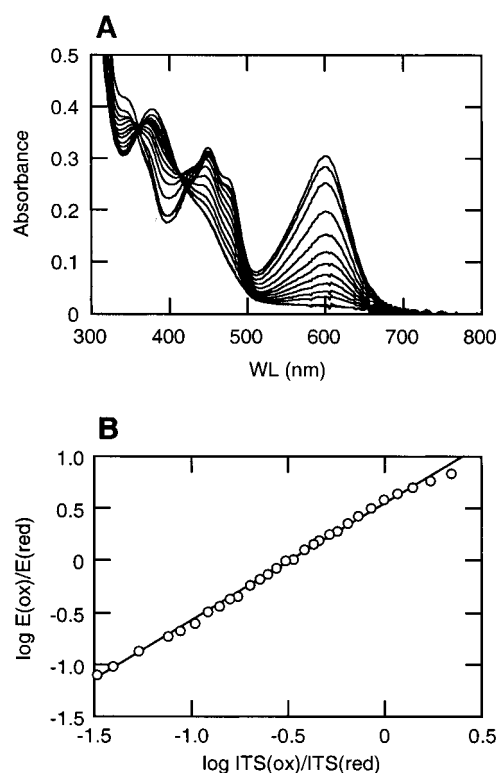 A
0.5
0.4
0.3
0.2
0.1
0
Absorbance
300 400 500 600 700 800
WL (nm)
B
1.0
0.5
0
-0.5
-1.0
-1.5
log E(ox)/E(red)
-1.5 -1.0 -0.5 0 0.5
log ITS(ox)/ITS(red)